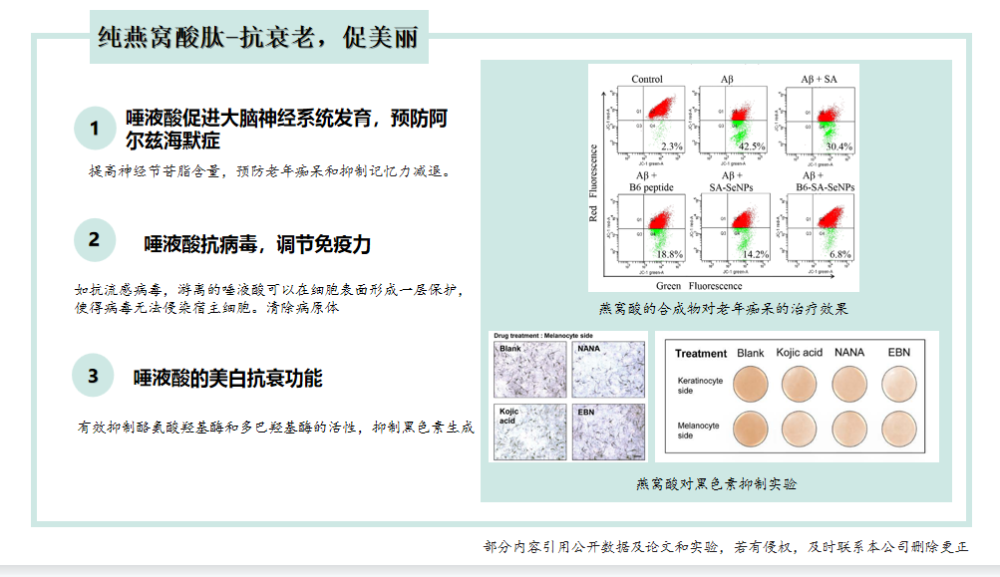 纯燕窝酸肽-抗衰老，促美丽
1
唾液酸促进大脑神经系统发育，预防阿
尔兹海默症
提高神经节苷脂含量，预防老年痴呆和抑制记忆力减退。
2
唾液酸抗病毒，调节免疫力
如抗流感病毒，游离的唾液酸可以在细胞表面形成一层保护，
使得病毒无法侵染宿主细胞。清除病原体
3
唾液酸的美白抗衰功能
有效抑制酪氨酸羟基酶和多巴羟基酶的活性，抑制黑色素生成
Control
Aβ
Aβ + SA
Q1
Q4
2.3%
42.5%
30.4%
JC-1 green-A
Aβ +
B6 peptide
Aβ +
SA-SeNPs
Aβ +
B6-SA-SeNPs
18.8%
14.2%
6.8%
JC-1 green-A
Red Fluorescence
Green Fluorescence
燕窝酸的合成物对老年痴呆的治疗效果
Drug treatment : Melanocyte side
Blank
NANA
Kojic
acid
EBN
Treatment Blank Kojic acid NANA EBN
Keratinocyte
side
Melanocyte
side
燕窝酸对黑色素抑制实验
部分内容引用公开数据及论文和实验，若有侵权，及时联系本公司删除更正